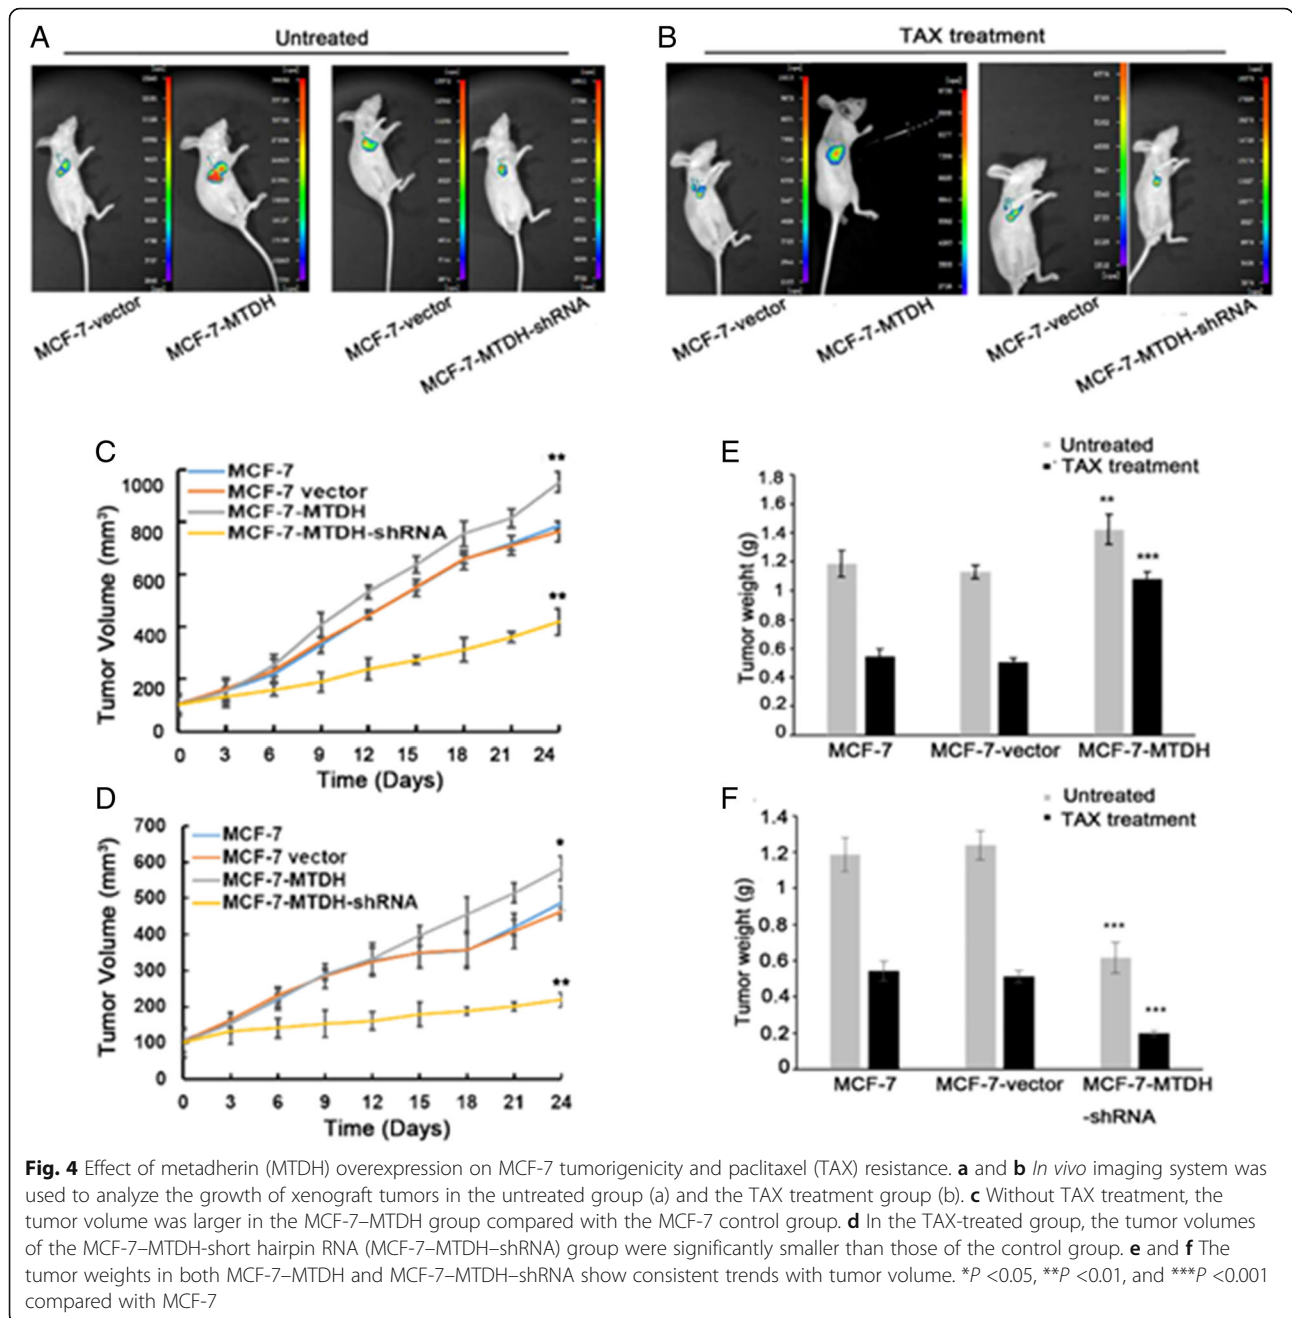 A
Untreated
MCF-7-vector
MCF-7-MTDH
MCF-7-vector
MCF-7-MTDH-shRNA
B
TAX treatment
MCF-7-vector
MCF-7-MTDH
MCF-7-vector
MCF-7-MTDH-shRNA
C
Tumor Volume (mm³)
1000
800
600
400
200
0
MCF-7
MCF-7 vector
MCF-7-MTDH
MCF-7-MTDH-shRNA
**
**
0 3 6 9 12 15 18 21 24
Time (Days)
D
Tumor Volume (mm³)
700
600
500
400
300
200
100
0
MCF-7
MCF-7 vector
MCF-7-MTDH
MCF-7-MTDH-shRNA
*
**
0 3 6 9 12 15 18 21 24
Time (Days)
E
Untreated
TAX treatment
Tumor weight (g)
1.8
1.6
1.4
1.2
1
0.8
0.6
0.4
0.2
0
**
***
MCF-7 MCF-7-vector MCF-7-MTDH
F
Untreated
TAX treatment
Tumor weight (g)
1.4
1.2
1
0.8
0.6
0.4
0.2
0
***
***
MCF-7 MCF-7-vector MCF-7-MTDH
-shRNA
Fig. 4 Effect of metadherin (MTDH) overexpression on MCF-7 tumorigenicity and paclitaxel (TAX) resistance. a and b In vivo imaging system was
used to analyze the growth of xenograft tumors in the untreated group (a) and the TAX treatment group (b). c Without TAX treatment, the
tumor volume was larger in the MCF-7–MTDH group compared with the MCF-7 control group. d In the TAX-treated group, the tumor volumes
of the MCF-7–MTDH-short hairpin RNA (MCF-7–MTDH–shRNA) group were significantly smaller than those of the control group. e and f The
tumor weights in both MCF-7–MTDH and MCF-7–MTDH–shRNA show consistent trends with tumor volume. *P <0.05, **P <0.01, and ***P <0.001
compared with MCF-7